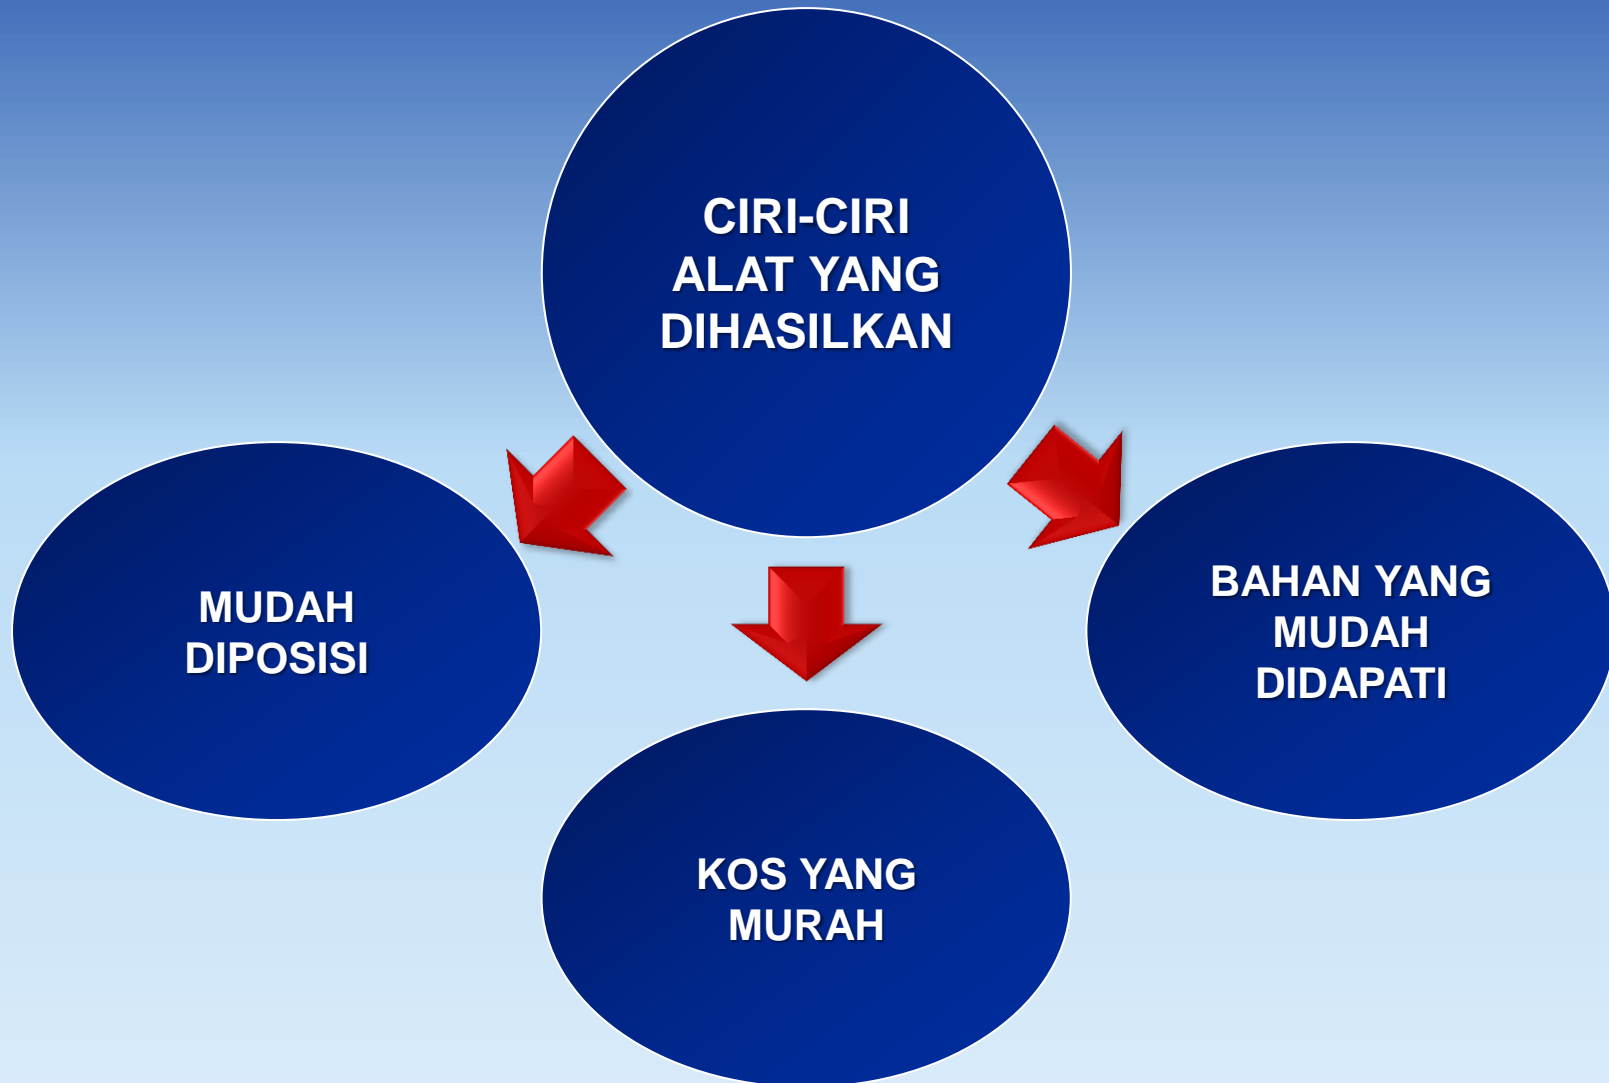 CIRI-CIRI
ALAT YANG
DIHASILKAN
MUDAH
DIPOSISI
KOS YANG
MURAH
BAHAN YANG
MUDAH
DIDAPATI